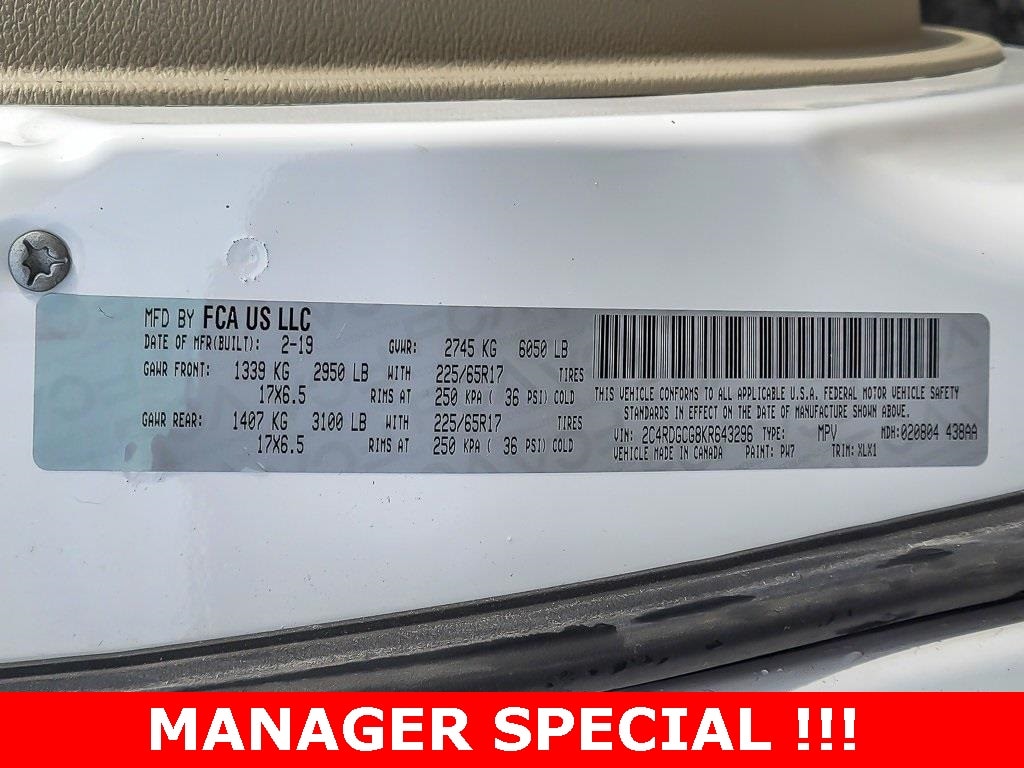 MFD BY FCA US LLC
DATE OF MFR(BUILT): 2-19 GVWR: 2745 KG 6050 LB
GAWR FRONT: 1339 KG 2950 LB WITH 225/65R17 TIRES
17X6.5 RIMS AT 250 KPA ( 36 PSI) COLD
GAWR REAR: 1407 KG 3100 LB WITH 225/65R17 TIRES
17X6.5 RIMS AT 250 KPA ( 36 PSI) COLD
THIS VEHICLE CONFORMS TO ALL APPLICABLE U.S.A. FEDERAL MOTOR VEHICLE SAFETY
STANDARDS IN EFFECT ON THE DATE OF MANUFACTURE SHOWN ABOVE.
VIN: 2C4RDGCG8KR643296 TYPE: MPV MDH:020804 438AA
VEHICLE MADE IN CANADA PAINT: PW7 TRIM: XLX1
MANAGER SPECIAL !!!